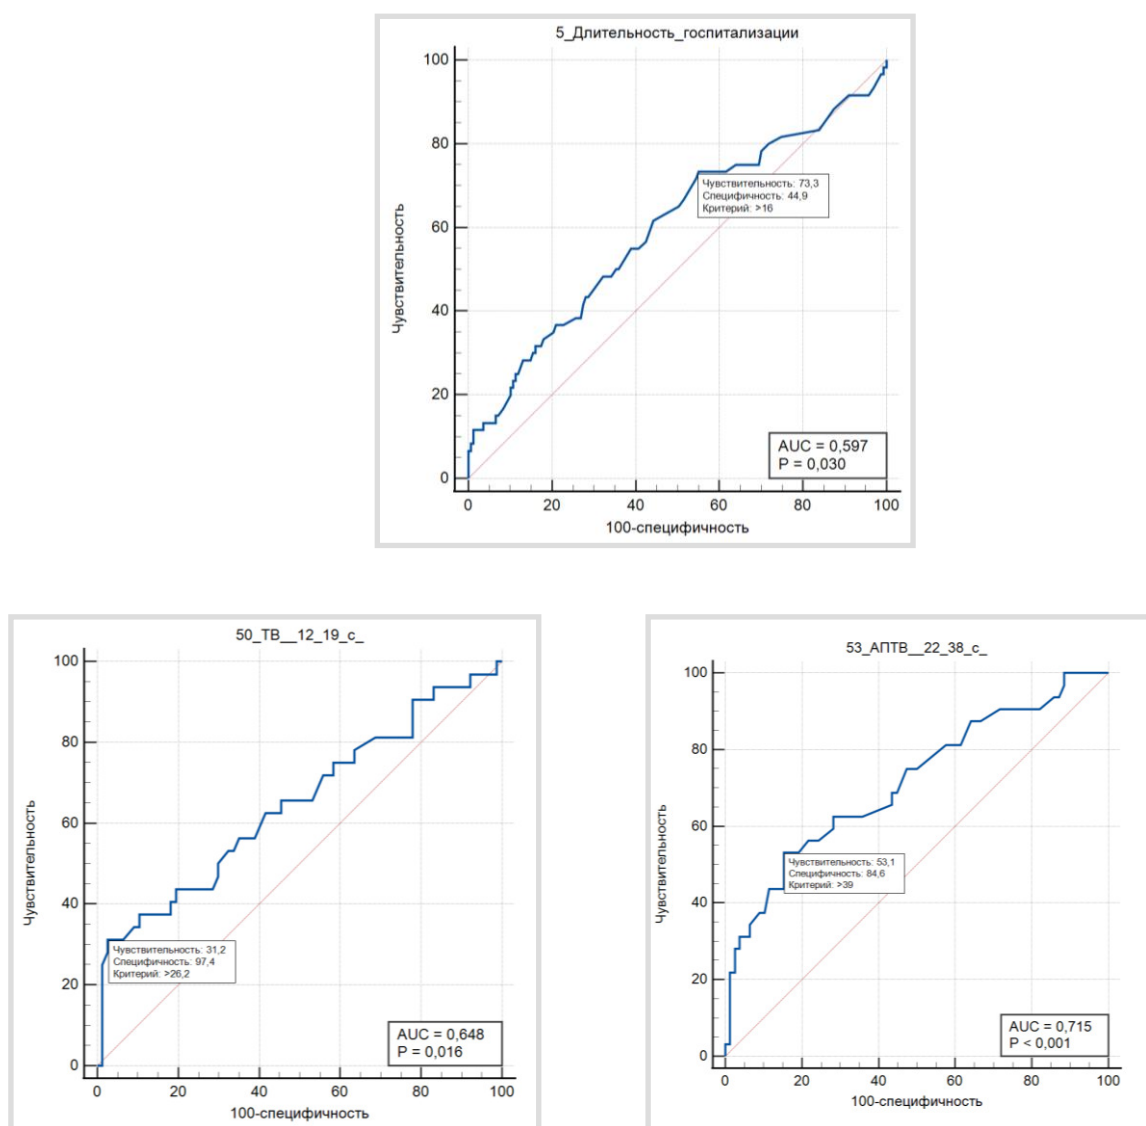 5_Длительность_госпитализации
100
80
60
40
20
0
Чувствительность
Чувствительность: 73,3
Специфичность: 44,9
Критерий: >16
AUC = 0,597
P = 0,030
0 20 40 60 80 100
100-специфичность
50_ТВ__12_19_с_
100
80
60
40
20
0
Чувствительность
Чувствительность: 31,2
Специфичность: 97,4
Критерий: >26,2
AUC = 0,648
P = 0,016
0 20 40 60 80 100
100-специфичность
53_АПТВ__22_38_с_
100
80
60
40
20
0
Чувствительность
Чувствительность: 53,1
Специфичность: 84,6
Критерий: >39
AUC = 0,715
P < 0,001
0 20 40 60 80 100
100-специфичность